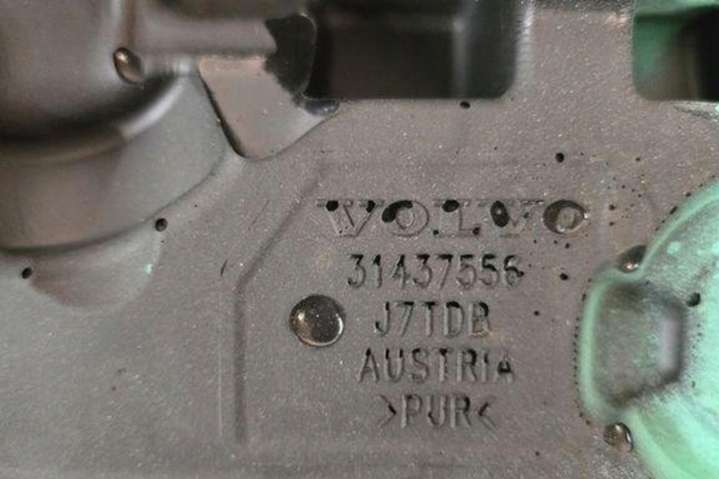 VOLVO
31437556
J7TDB
AUSTRIA
>PUR<